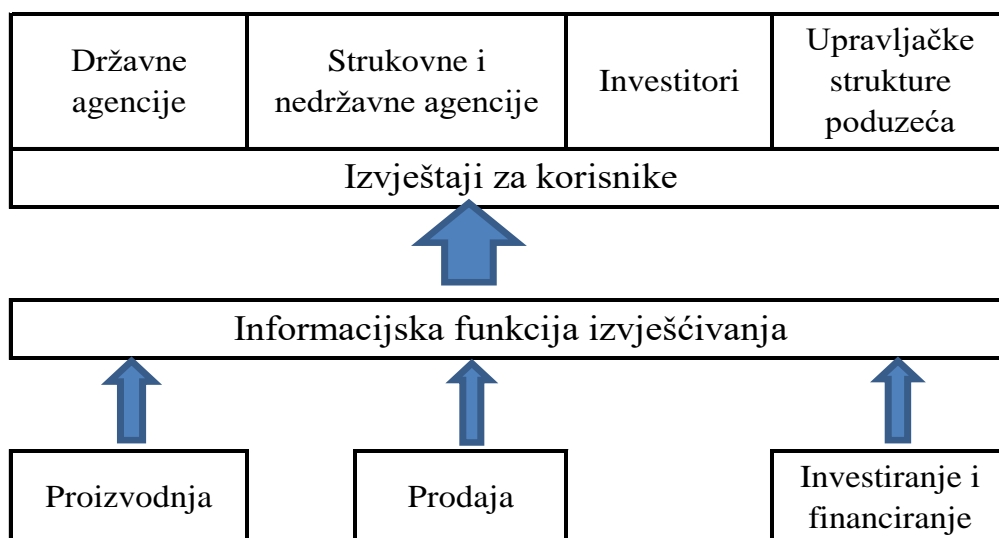 Državne
agencije
Strukovne i
nedržavne agencije
Investitori
Upravljačke
strukture
poduzeća
Izvještaji za korisnike
Informacijska funkcija izvješćivanja
Proizvodnja
Prodaja
Investiranje i
financiranje